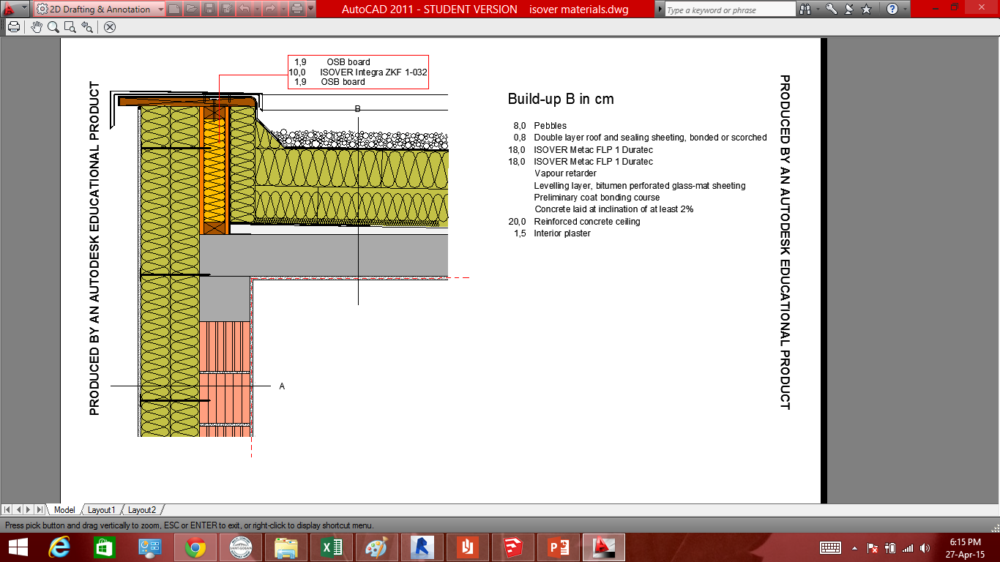 2D Drafting & Annotation
AutoCAD 2011 - STUDENT VERSION isover materials.dwg
Type a keyword or phrase
PRODUCED BY AN AUTODESK EDUCATIONAL PRODUCT
1,9 OSB board
10,0 ISOVER Integra ZKF 1-032
1,9 OSB board
B
A
Build-up B in cm
8,0 Pebbles
0,8 Double layer roof and sealing sheeting, bonded or scorched
18,0 ISOVER Metac FLP 1 Duratec
18,0 ISOVER Metac FLP 1 Duratec
Vapour retarder
Levelling layer, bitumen perforated glass-mat sheeting
Preliminary coat bonding course
Concrete laid at inclination of at least 2%
20,0 Reinforced concrete ceiling
1,5 Interior plaster
PRODUCED BY AN AUTODESK EDUCATIONAL PRODUCT
Model Layout1 Layout2
Press pick button and drag vertically to zoom, ESC or ENTER to exit, or right-click to display shortcut menu.
6:15 PM
27-Apr-15